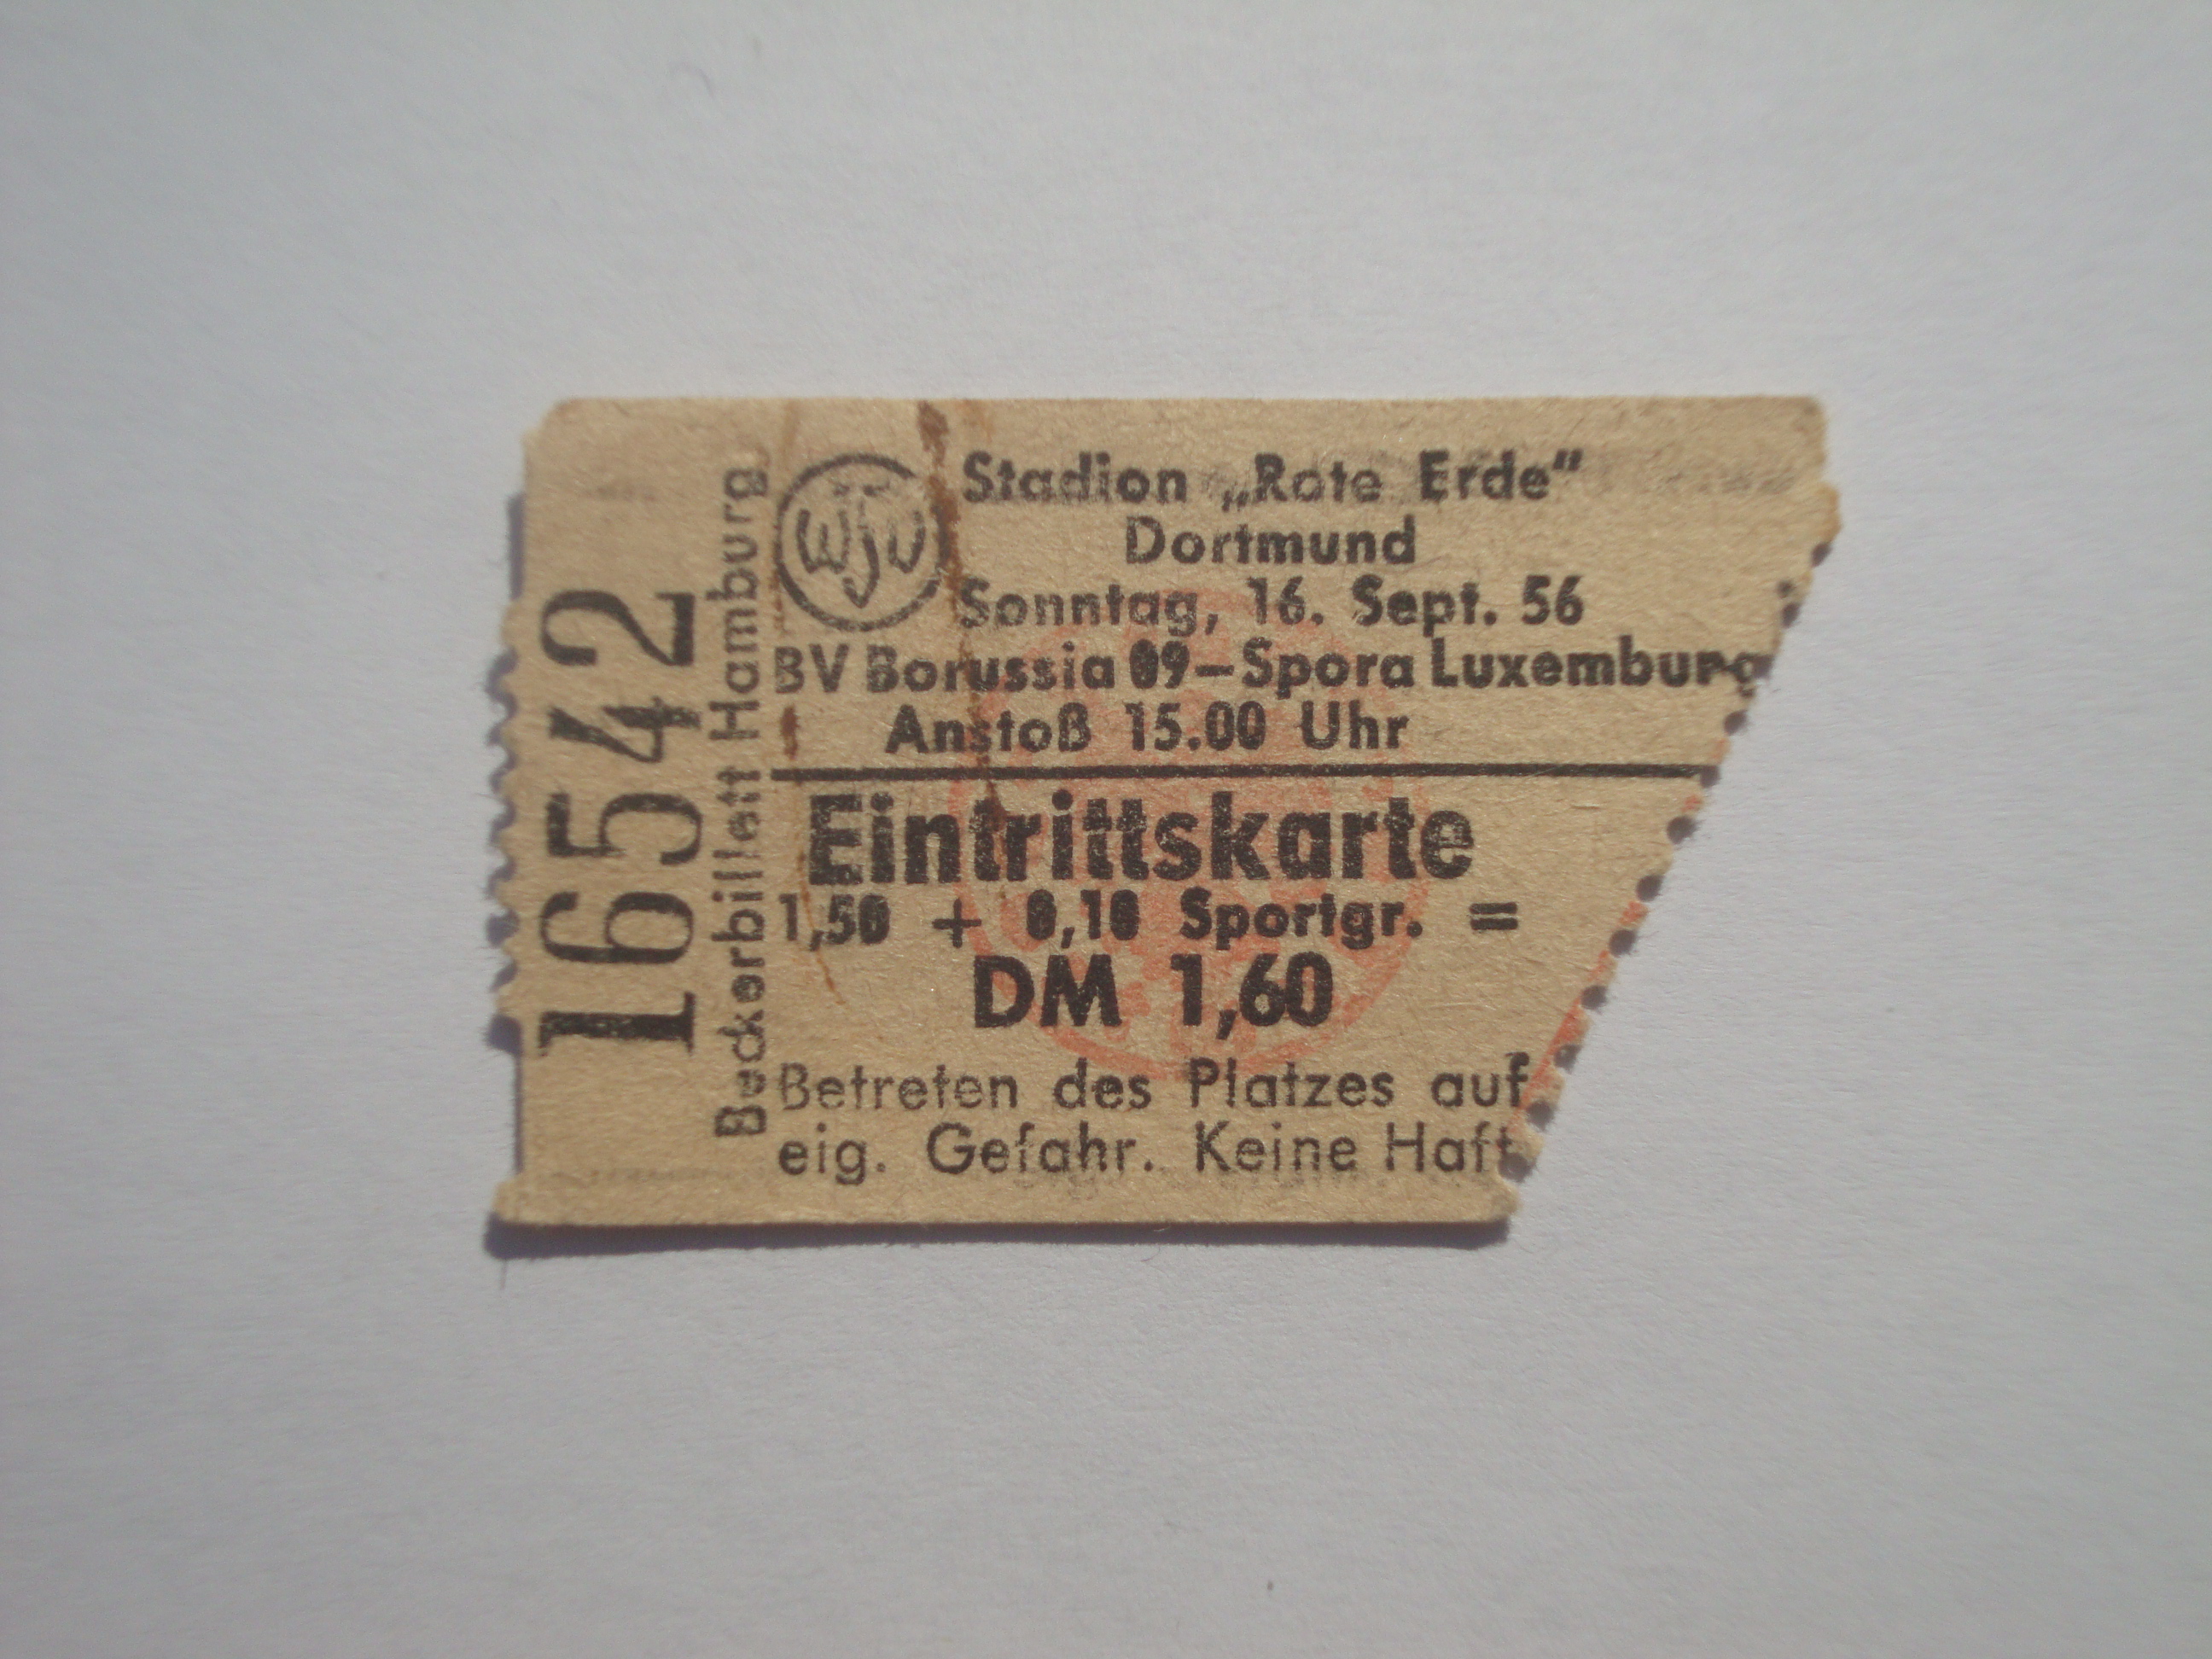 16542
Beckerbillett Hamburg
WfV
Stadion „Rote Erde“
Dortmund
Sonntag, 16. Sept. 56
BV Borussia 09–Spora Luxemburg
Anstoß 15.00 Uhr
Eintrittskarte
1,50 + 0,10 Sportgr. =
DM 1,60
Betreten des Platzes auf
eig. Gefahr. Keine Haft